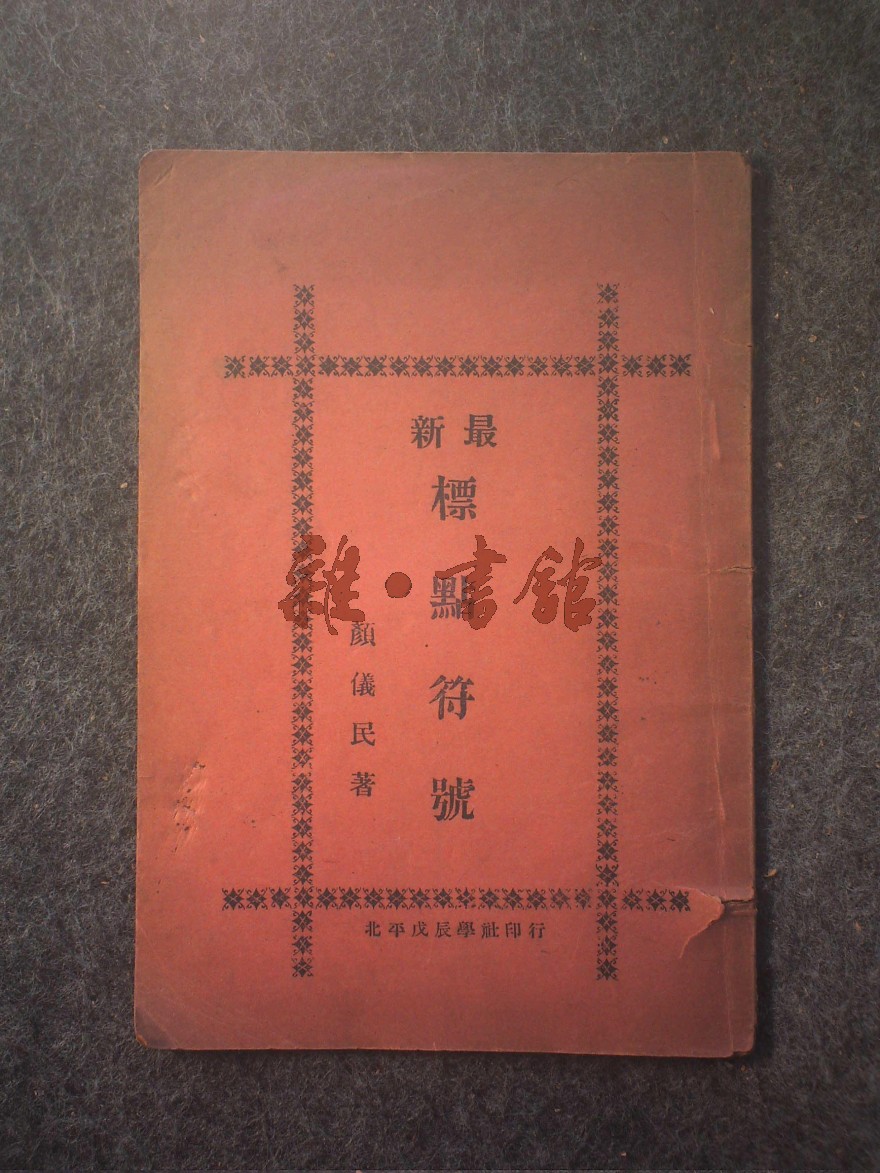 最新
標點符號
顏儀民著
雜·書館
北平戊辰學社印行